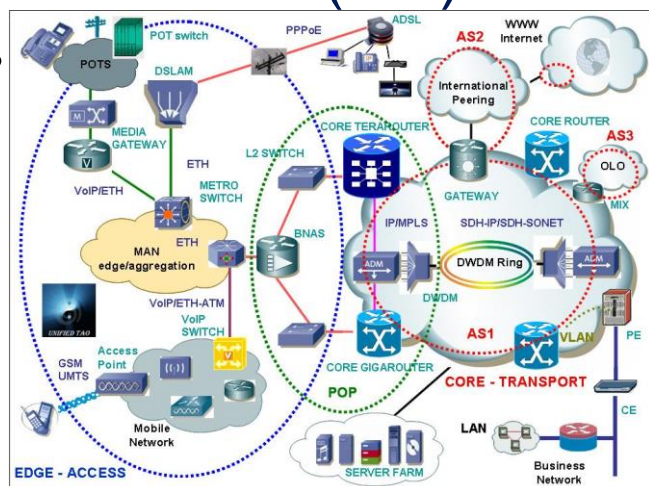 POT switch
PPPoE
ADSL
WWW
Internet
AS2
POTS
DSLAM
International
Peering
M
MEDIA
GATEWAY
CORE TERAROUTER
CORE ROUTER
AS3
ETH
L2 SWITCH
OLO
V
VoIP/ETH
METRO
SWITCH
GATEWAY
MIX
IP/MPLS
SDH-IP/SDH-SONET
ETH
BNAS
MAN
edge/aggregation
ADM
DWDM Ring
ADM
DWDM
VoIP/ETH-ATM
VoIP
SWITCH
UNIFIED TAO
V
AS1
VLAN
PE
GSM
UMTS
Access
Point
CORE GIGAROUTER
CORE - TRANSPORT
POP
CE
Mobile
Network
LAN
EDGE - ACCESS
SERVER FARM
Business
Network